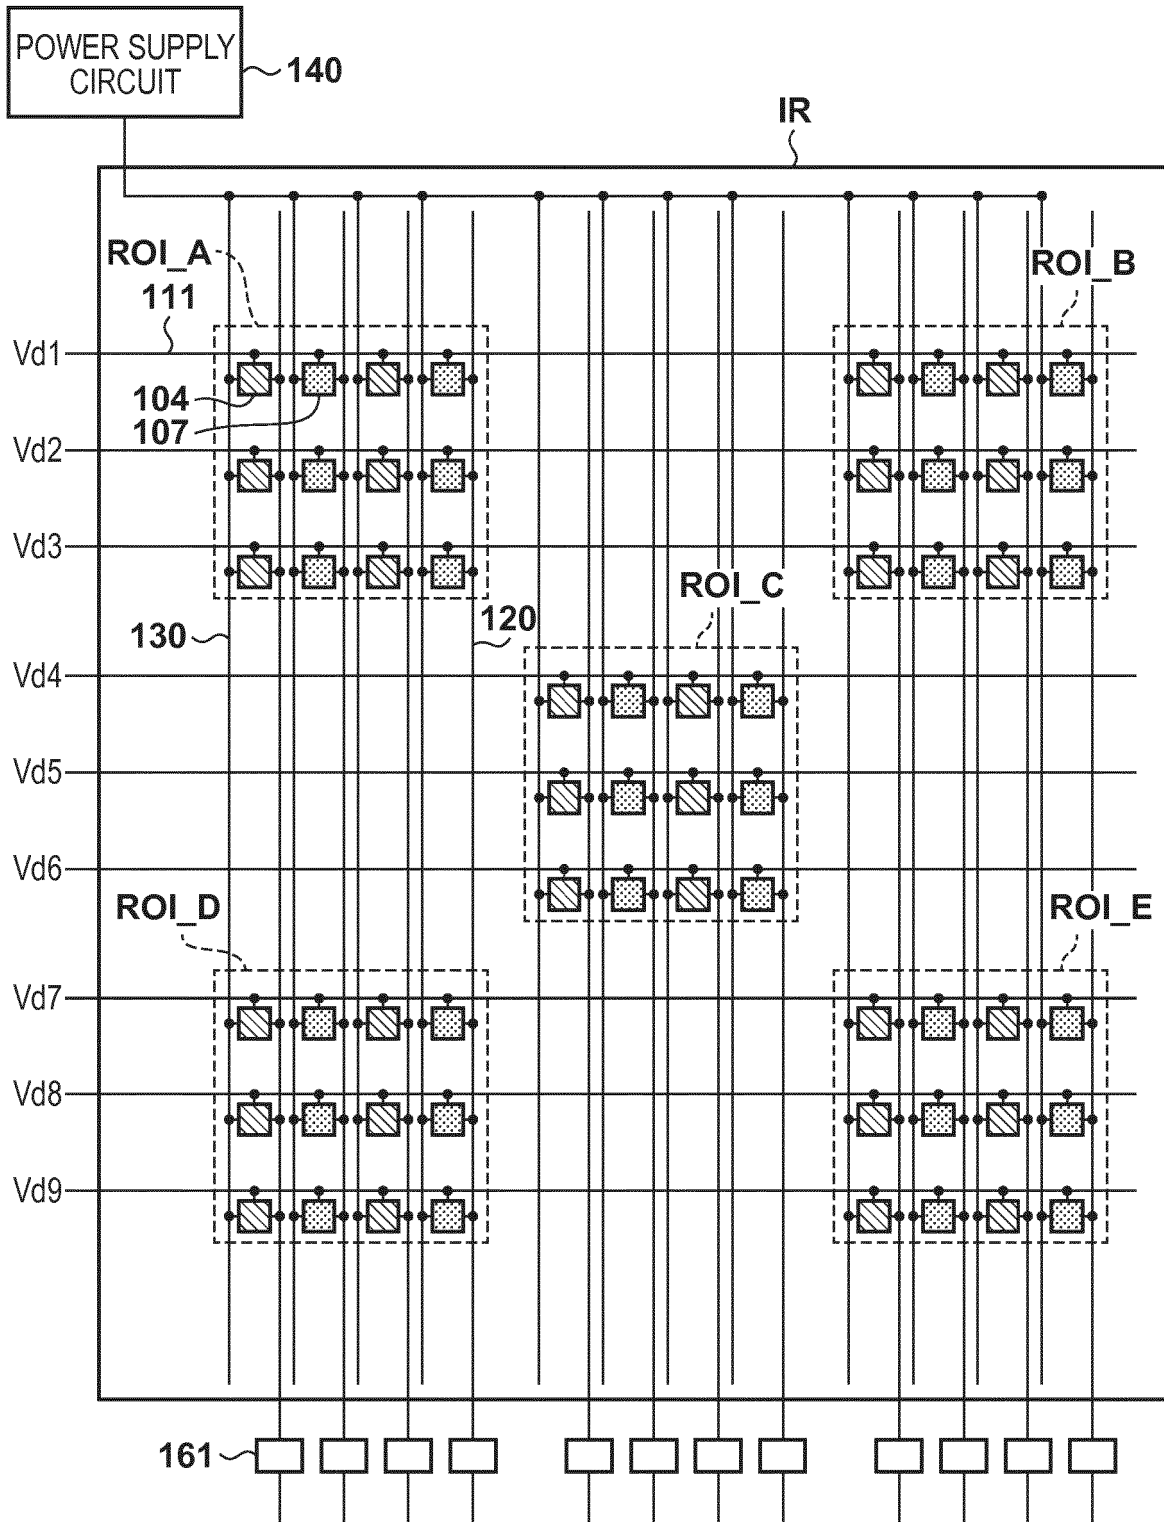 POWER SUPPLY
CIRCUIT
140
IR
ROI_A
ROI_B
111
Vd1
104
107
Vd2
Vd3
ROI_C
130
120
Vd4
Vd5
Vd6
ROI_D
ROI_E
Vd7
Vd8
Vd9
161